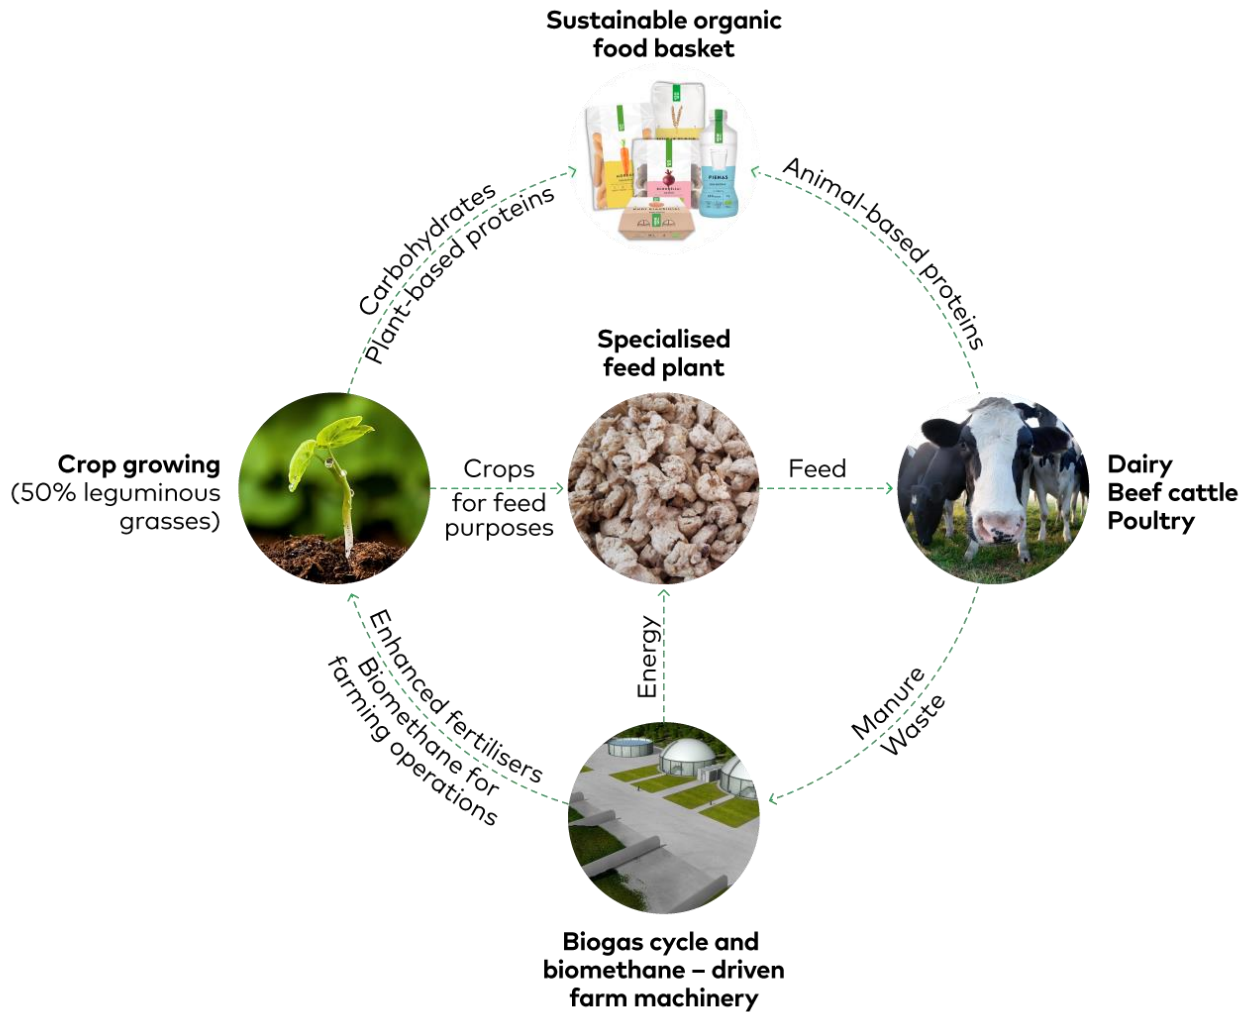 Sustainable organic
food basket
Carbohydrates
Plant-based proteins
Animal-based proteins
Specialised
feed plant
Crop growing
(50% leguminous
grasses)
Crops
for feed
purposes
Feed
Dairy
Beef cattle
Poultry
Enhanced fertilisers
Biomethane for
farming operations
Energy
Manure
Waste
Biogas cycle and
biomethane – driven
farm machinery